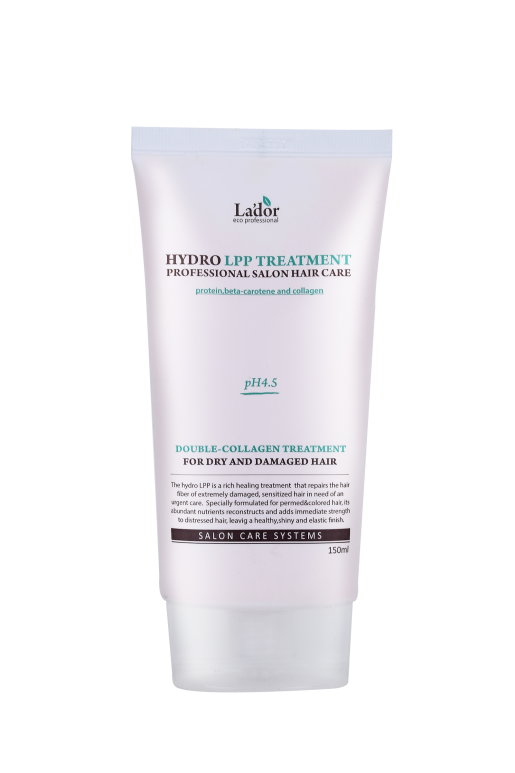 La'dor
eco professional
HYDRO LPP TREATMENT
PROFESSIONAL SALON HAIR CARE
protein,beta-carotene and collagen
pH4.5
DOUBLE-COLLAGEN TREATMENT
FOR DRY AND DAMAGED HAIR
The hydro LPP is a rich healing treatment that repairs the hair
fiber of extremely damaged, sensitized hair in need of an
urgent care. Specially formulated for permed&colored hair, its
abundant nutrients reconstructs and adds immediate strength
to distressed hair, leavig a healthy,shiny and elastic finish.
SALON CARE SYSTEMS
150ml